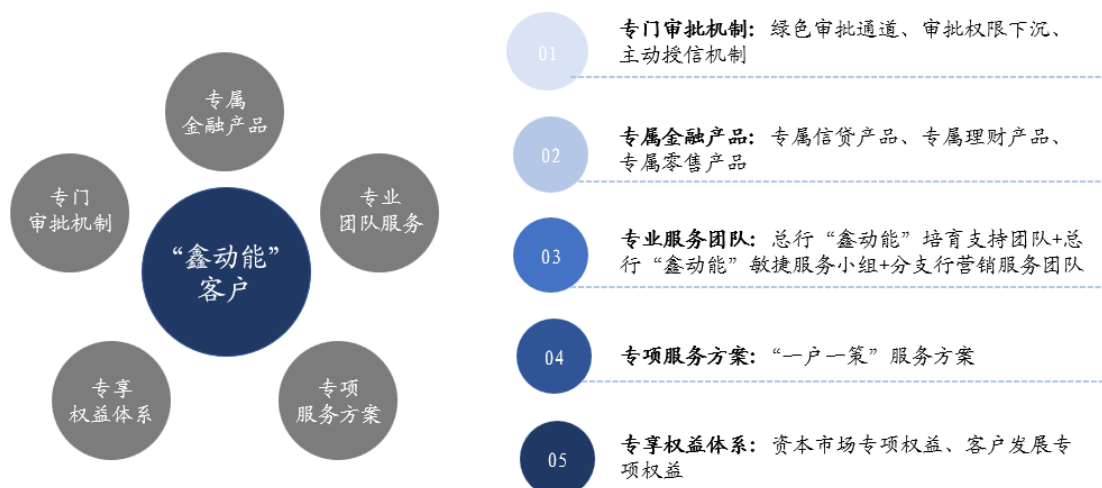 专属
金融产品
专门
审批机制
专业
团队服务
“鑫动能”
客户
专享
权益体系
专项
服务方案
01
专门审批机制：绿色审批通道、审批权限下沉、
主动授信机制
02
专属金融产品：专属信贷产品、专属理财产品、
专属零售产品
03
专业服务团队：总行“鑫动能”培育支持团队+总
行“鑫动能”敏捷服务小组+分支行营销服务团队
04
专项服务方案：“一户一策”服务方案
05
专享权益体系：资本市场专项权益、客户发展专
项权益